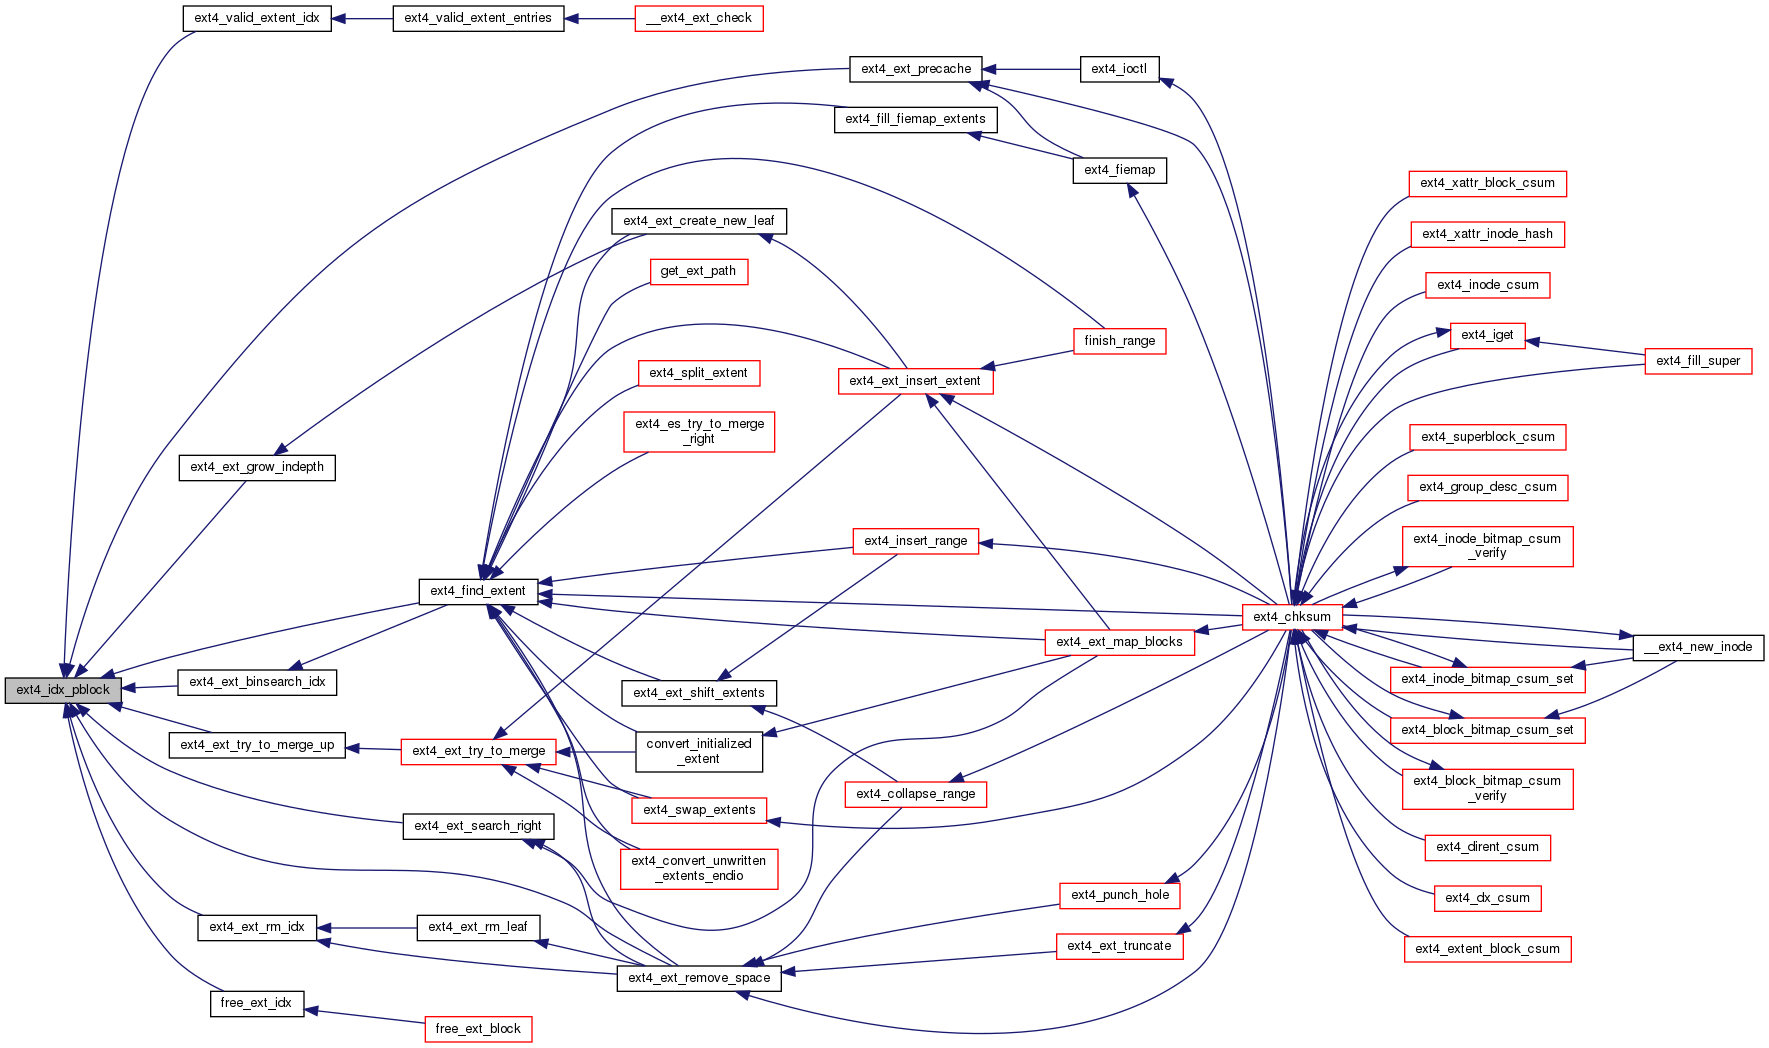 ext4_valid_extent_idx
ext4_valid_extent_entries
__ext4_ext_check
ext4_ext_precache
ext4_ioctl
ext4_fill_fiemap_extents
ext4_fiemap
ext4_xattr_block_csum
ext4_ext_create_new_leaf
ext4_xattr_inode_hash
get_ext_path
ext4_inode_csum
finish_range
ext4_iget
ext4_fill_super
ext4_split_extent
ext4_ext_insert_extent
ext4_es_try_to_merge
_right
ext4_superblock_csum
ext4_ext_grow_indepth
ext4_group_desc_csum
ext4_insert_range
ext4_inode_bitmap_csum
_verify
ext4_find_extent
ext4_chksum
ext4_ext_map_blocks
__ext4_new_inode
ext4_idx_pblock
ext4_ext_binsearch_idx
ext4_ext_shift_extents
ext4_inode_bitmap_csum_set
ext4_ext_try_to_merge_up
ext4_ext_try_to_merge
convert_initialized
_extent
ext4_block_bitmap_csum_set
ext4_collapse_range
ext4_block_bitmap_csum
_verify
ext4_swap_extents
ext4_ext_search_right
ext4_convert_unwritten
_extents_endio
ext4_dirent_csum
ext4_punch_hole
ext4_dx_csum
ext4_ext_rm_idx
ext4_ext_rm_leaf
ext4_ext_truncate
ext4_extent_block_csum
ext4_ext_remove_space
free_ext_idx
free_ext_block